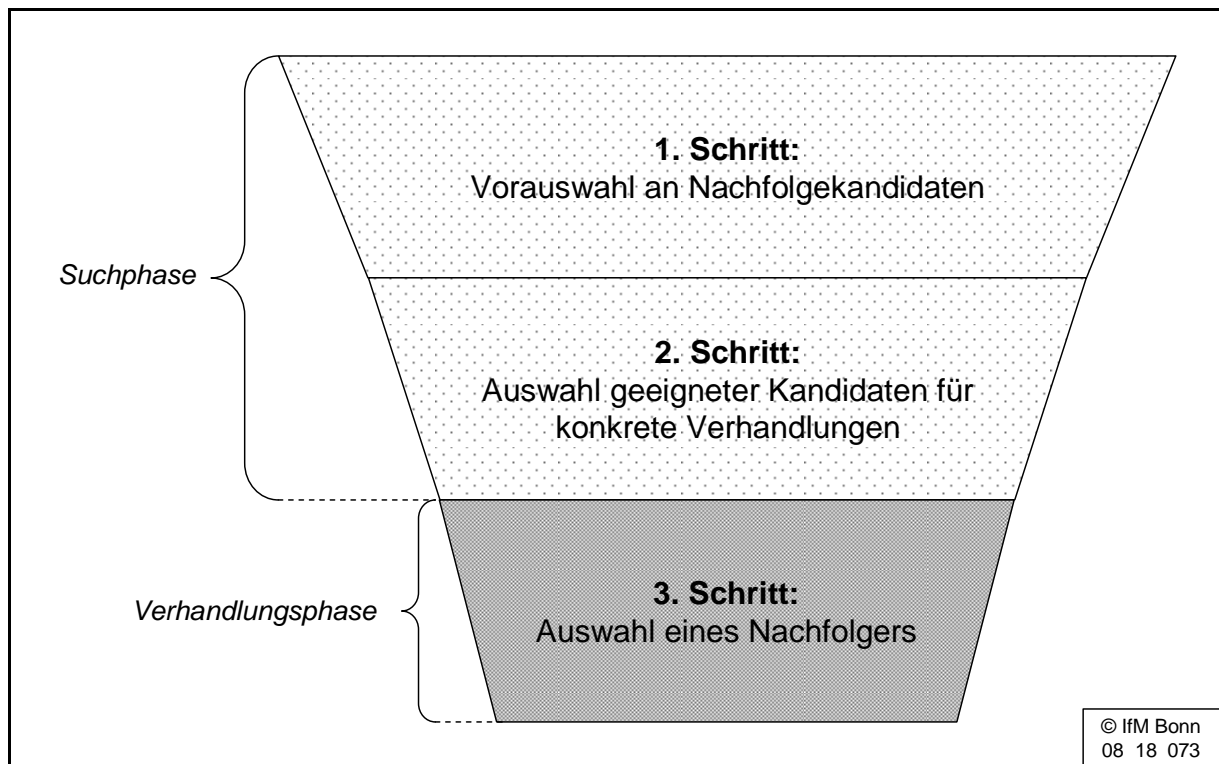 1. Schritt:
Vorauswahl an Nachfolgekandidaten
Suchphase
2. Schritt:
Auswahl geeigneter Kandidaten für
konkrete Verhandlungen
3. Schritt:
Verhandlungsphase
Auswahl eines Nachfolgers
© IfM Bonn
08 18 073